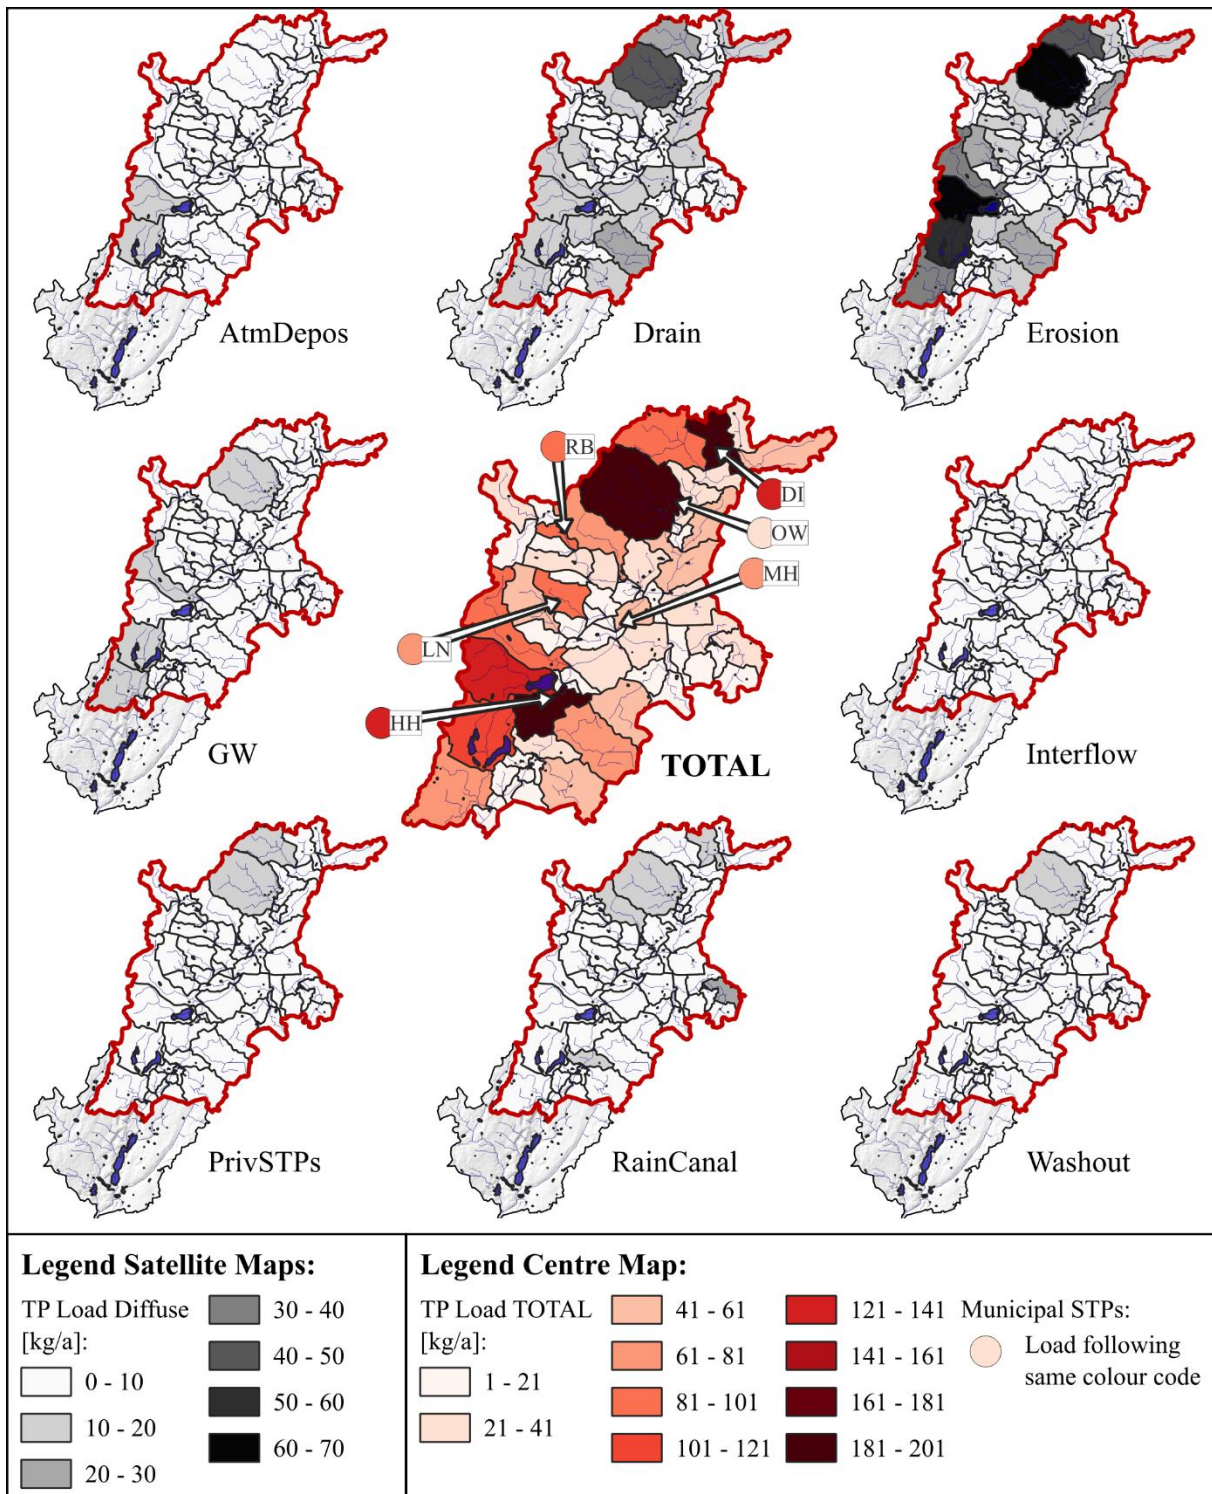 AtmDepos
Drain
Erosion
RB
DI
OW
MH
LN
HH
GW
TOTAL
Interflow
PrivSTPs
RainCanal
Washout
Legend Satellite Maps:
TP Load Diffuse
[kg/a]:
0 - 10
10 - 20
20 - 30
30 - 40
40 - 50
50 - 60
60 - 70
Legend Centre Map:
TP Load TOTAL
[kg/a]:
1 - 21
21 - 41
41 - 61
61 - 81
81 - 101
101 - 121
121 - 141
141 - 161
161 - 181
181 - 201
Municipal STPs:
Load following
same colour code